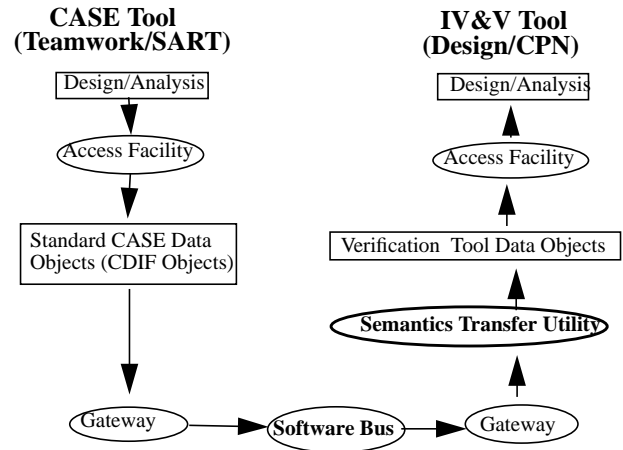 CASE Tool
(Teamwork/SART)
Design/Analysis
Access Facility
Standard CASE Data
Objects (CDIF Objects)
Gateway
Software Bus
IV&V Tool
(Design/CPN)
Design/Analysis
Access Facility
Verification Tool Data Objects
Semantics Transfer Utility
Gateway